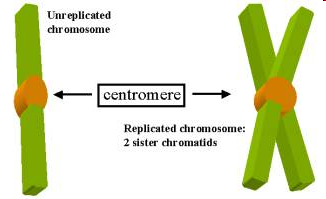 Unreplicated
chromosome
centromere
Replicated chromosome:
2 sister chromatids